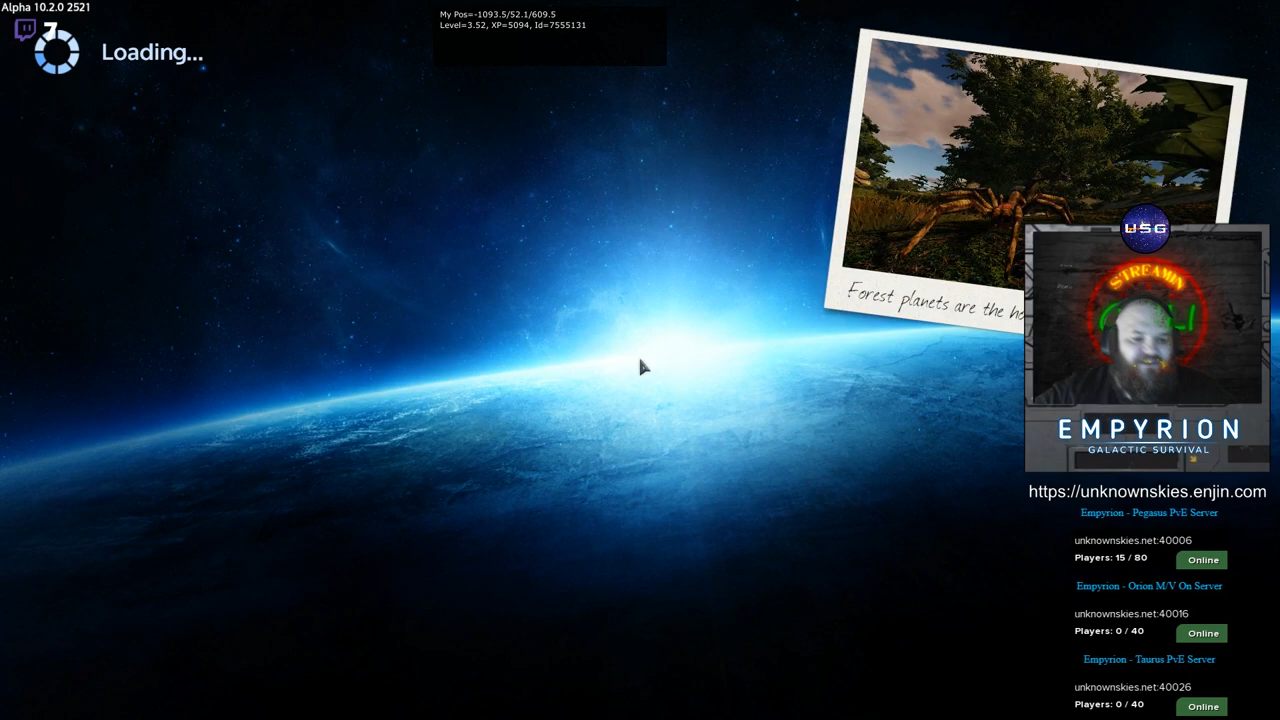 Alpha 10.2.0 2521
7
Loading...
My Pos=-1093.5/52.1/609.5
Level=3.52, XP=5094, Id=7555131
Forest planets are the
USG
STREAMIN
EMPYRION
GALACTIC SURVIVAL
https://unknownskies.enjin.com
Empyrion - Pegasus PvE Server
unknownskies.net:40006
Players: 15 / 80
Online
Empyrion - Orion M/V On Server
unknownskies.net:40016
Players: 0 / 40
Online
Empyrion - Taurus PvE Server
unknownskies.net:40026
Players: 0 / 40
Online